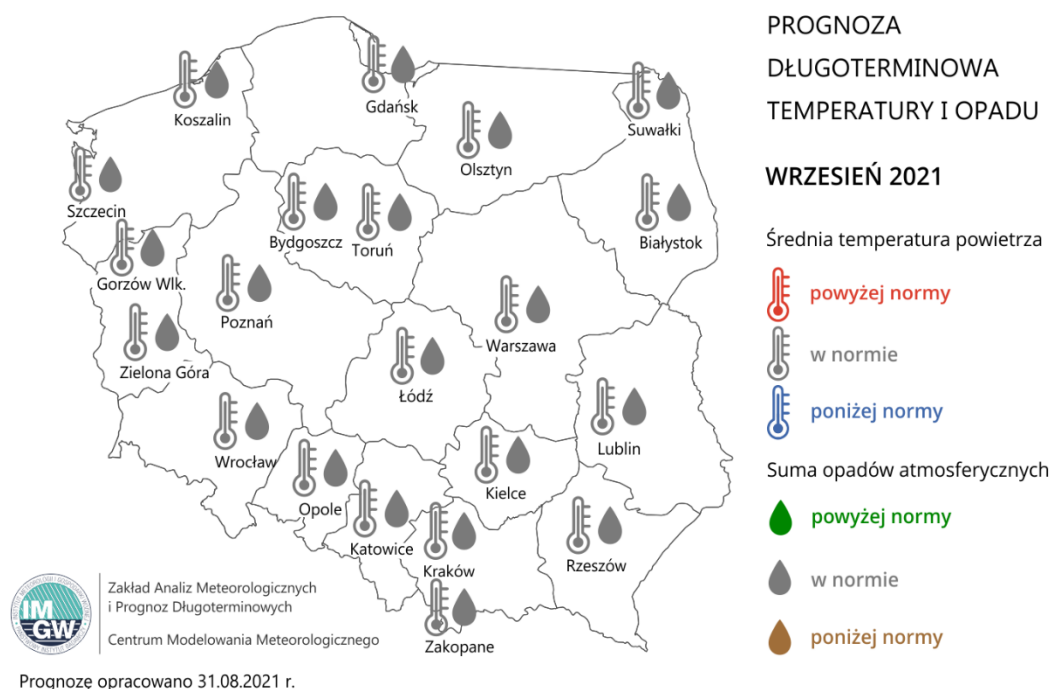 PROGNOZA
DŁUGOTERMINOWA
TEMPERATURY I OPADU
WRZESIEŃ 2021
Średnia temperatura powietrza
powyżej normy
w normie
poniżej normy
Suma opadów atmosferycznych
powyżej normy
w normie
poniżej normy
Koszalin
Gdańsk
Suwałki
Olsztyn
Szczecin
Bydgoszcz
Toruń
Białystok
Gorzów Wlk.
Poznań
Warszawa
Zielona Góra
Łódź
Lublin
Wrocław
Opole
Kielce
Katowice
Kraków
Rzeszów
Zakopane
IM
GW
Zakład Analiz Meteorologicznych
i Prognoz Długoterminowych
Centrum Modelowania Meteorologicznego
Prognozę opracowano 31.08.2021 r.